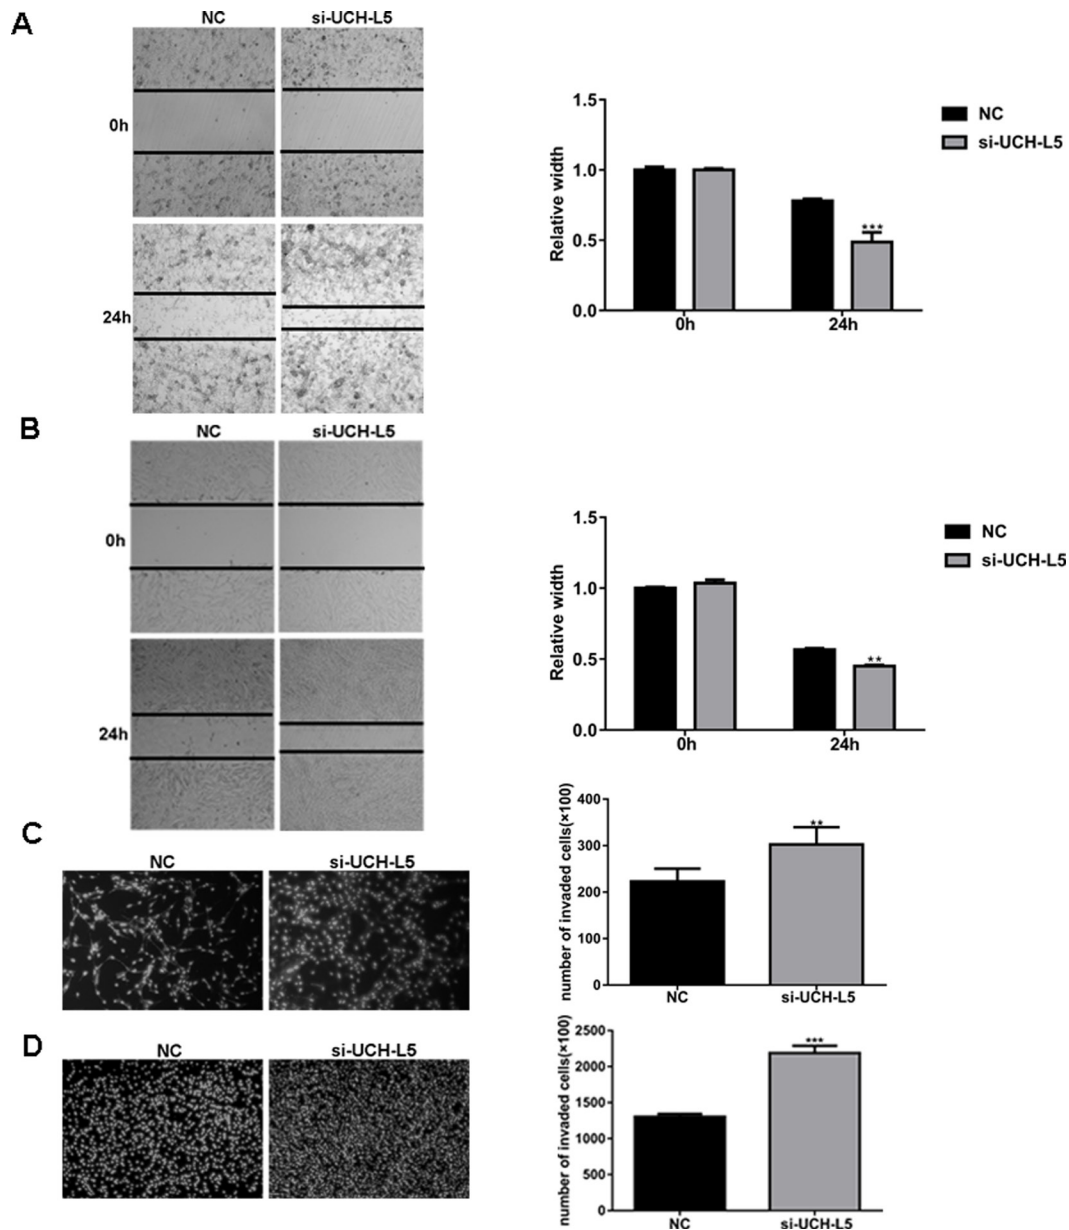 A
NC si-UCH-L5
0h
24h
Relative width
1.5
1.0
0.5
0.0
***
0h 24h
NC
si-UCH-L5
B
NC si-UCH-L5
0h
24h
Relative width
1.5
1.0
0.5
0.0
**
0h 24h
NC
si-UCH-L5
C
NC si-UCH-L5
number of invaded cells(×100)
400
300
200
100
0
**
NC si-UCH-L5
D
NC si-UCH-L5
number of invaded cells(×100)
2500
2000
1500
1000
500
0
***
NC si-UCH-L5